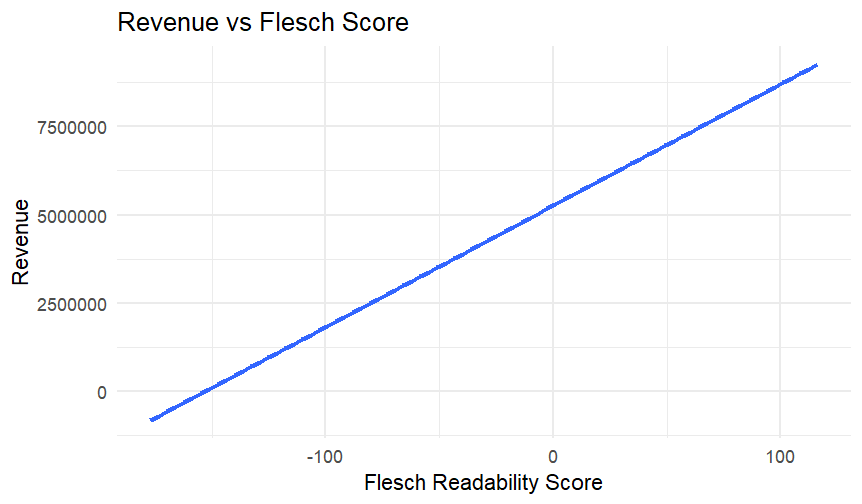 Revenue vs Flesch Score
Revenue
7500000
5000000
2500000
0
-100
0
100
Flesch Readability Score